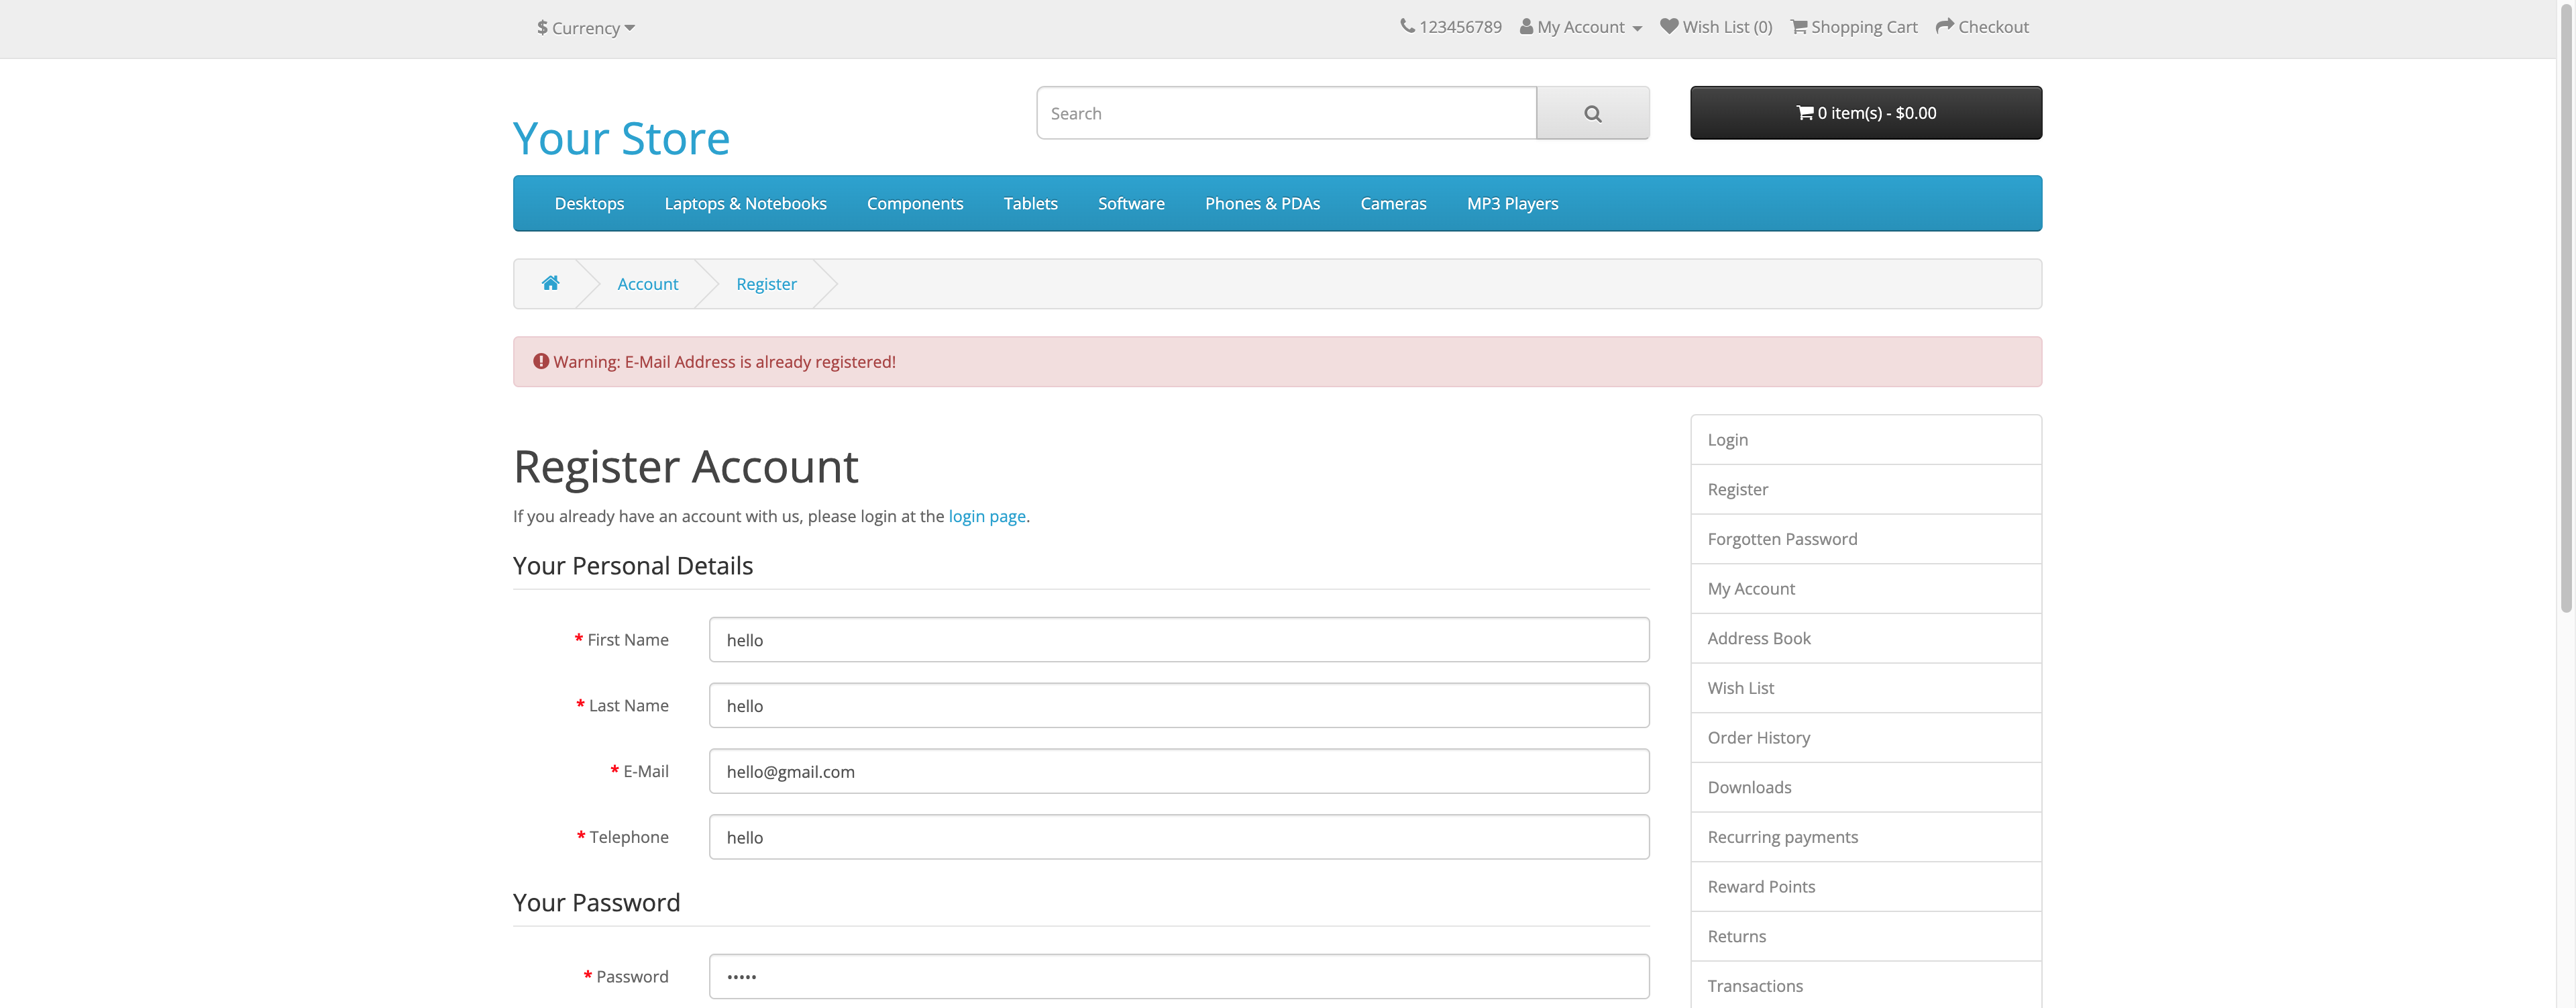 $ Currency
123456789 My Account Wish List (0) Shopping Cart Checkout
Your Store
Search
0 item(s) - $0.00
Desktops Laptops & Notebooks Components Tablets Software Phones & PDAs Cameras MP3 Players
Account Register
Warning: E-Mail Address is already registered!
Register Account
If you already have an account with us, please login at the login page.
Your Personal Details
* First Name hello
* Last Name hello
* E-Mail hello@gmail.com
* Telephone hello
Your Password
* Password •••••
Login
Register
Forgotten Password
My Account
Address Book
Wish List
Order History
Downloads
Recurring payments
Reward Points
Returns
Transactions